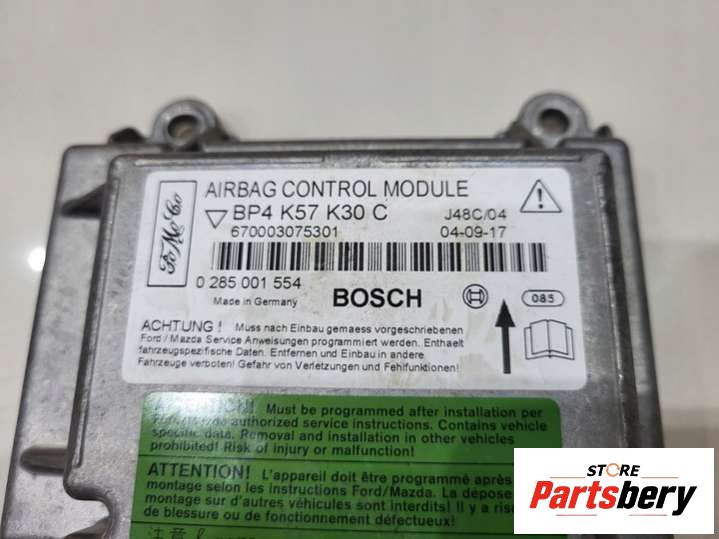 FoMoCo
AIRBAG CONTROL MODULE
BP4 K57 K30 C
J48C/04
670003075301
04-09-17
0 285 001 554
Made in Germany
BOSCH
085
ACHTUNG ! Muss nach Einbau gemaess vorgeschriebenen
Ford / Mazda Service Anweisungen programmiert werden. Enthaelt
fahrzeugspezifische Daten. Entfernen und Einbau in andere
Fahrzeuge verboten! Gefahr von Verletzungen und Fehlfunktionen!
ATTENTION! Must be programmed after installation per
Ford/Mazda authorized service instructions. Contains vehicle
specific data. Removal and installation in other vehicles
prohibited! Risk of injury or malfunction!
ATTENTION! L'appareil doit être programmé après
montage selon les instructions Ford/Mazda. La dépose
montage sur d'autres véhicules sont interdits! Il y a risq
de blessure ou de fonctionnement défectueux!
注意
STORE
Partsbery